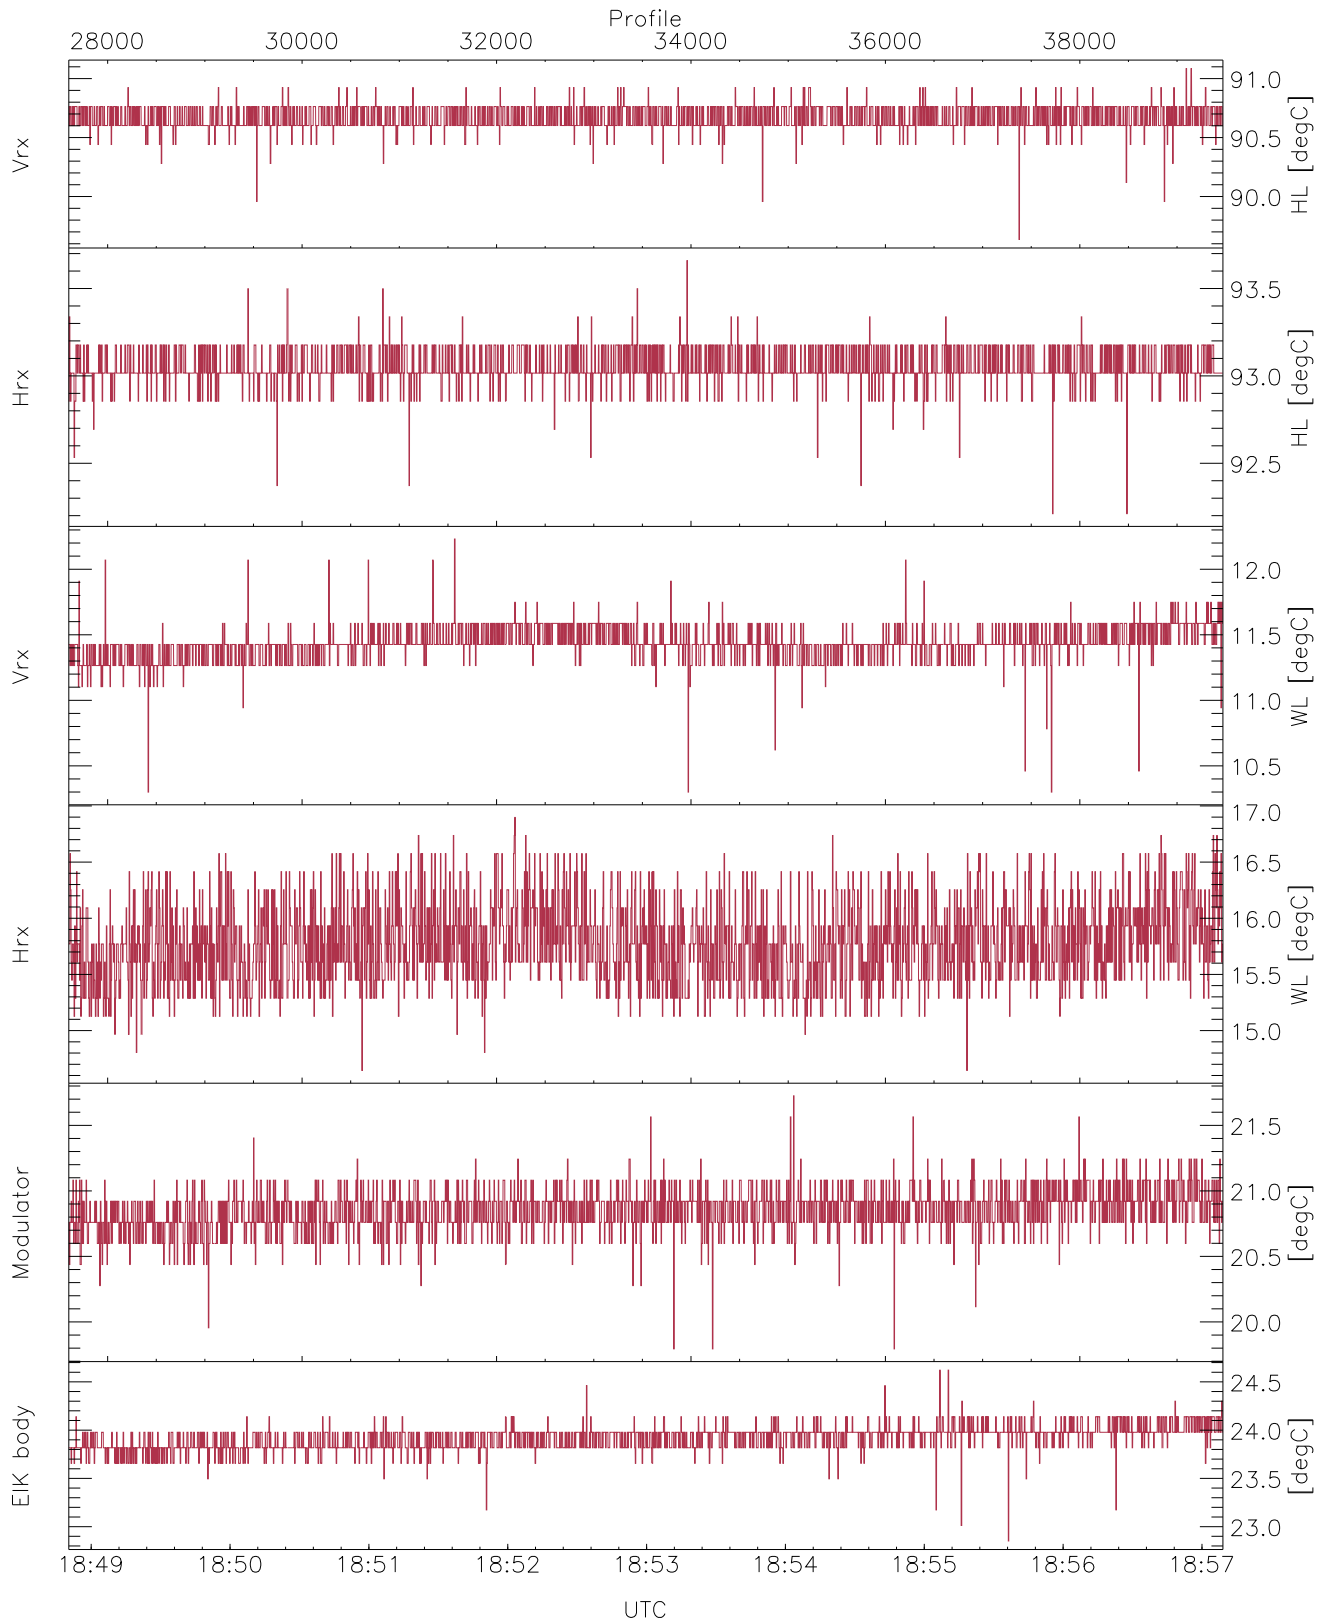 Profile
28000 30000 32000 34000 36000 38000
Vrx
91.0
90.5
90.0
HL [degC]
Hrx
93.5
93.0
92.5
HL [degC]
Vrx
12.0
11.5
11.0
10.5
WL [degC]
Hrx
17.0
16.5
16.0
15.5
15.0
WL [degC]
Modulator
21.5
21.0
20.5
20.0
[degC]
EIK body
24.5
24.0
23.5
23.0
[degC]
18:49 18:50 18:51 18:52 18:53 18:54 18:55 18:56 18:57
UTC